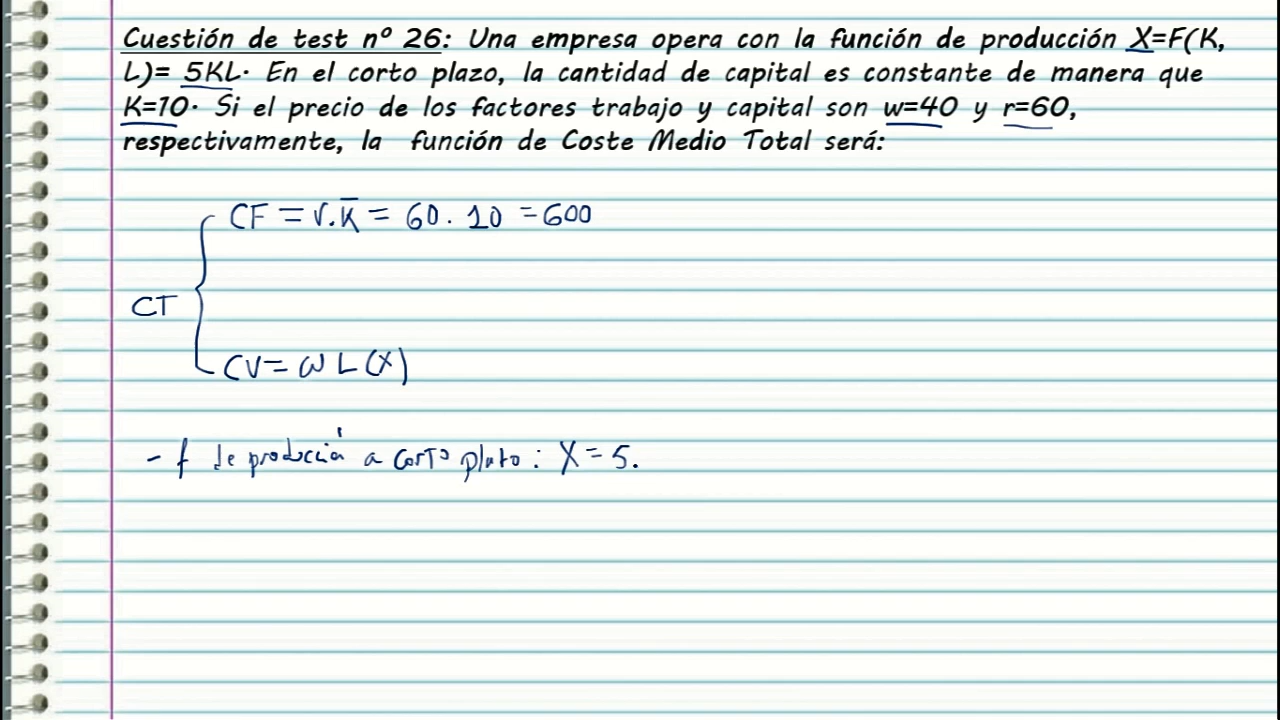 Cuestión de test nº 26: Una empresa opera con la función de producción X=F(K,
L)= 5KL. En el corto plazo, la cantidad de capital es constante de manera que
K=10. Si el precio de los factores trabajo y capital son w=40 y r=60,
respectivamente, la función de Coste Medio Total será:
CF = r.K̅ = 60 . 10 = 600
CT
CV = ω L (X)
- f de producción a corto plazo : X = 5.